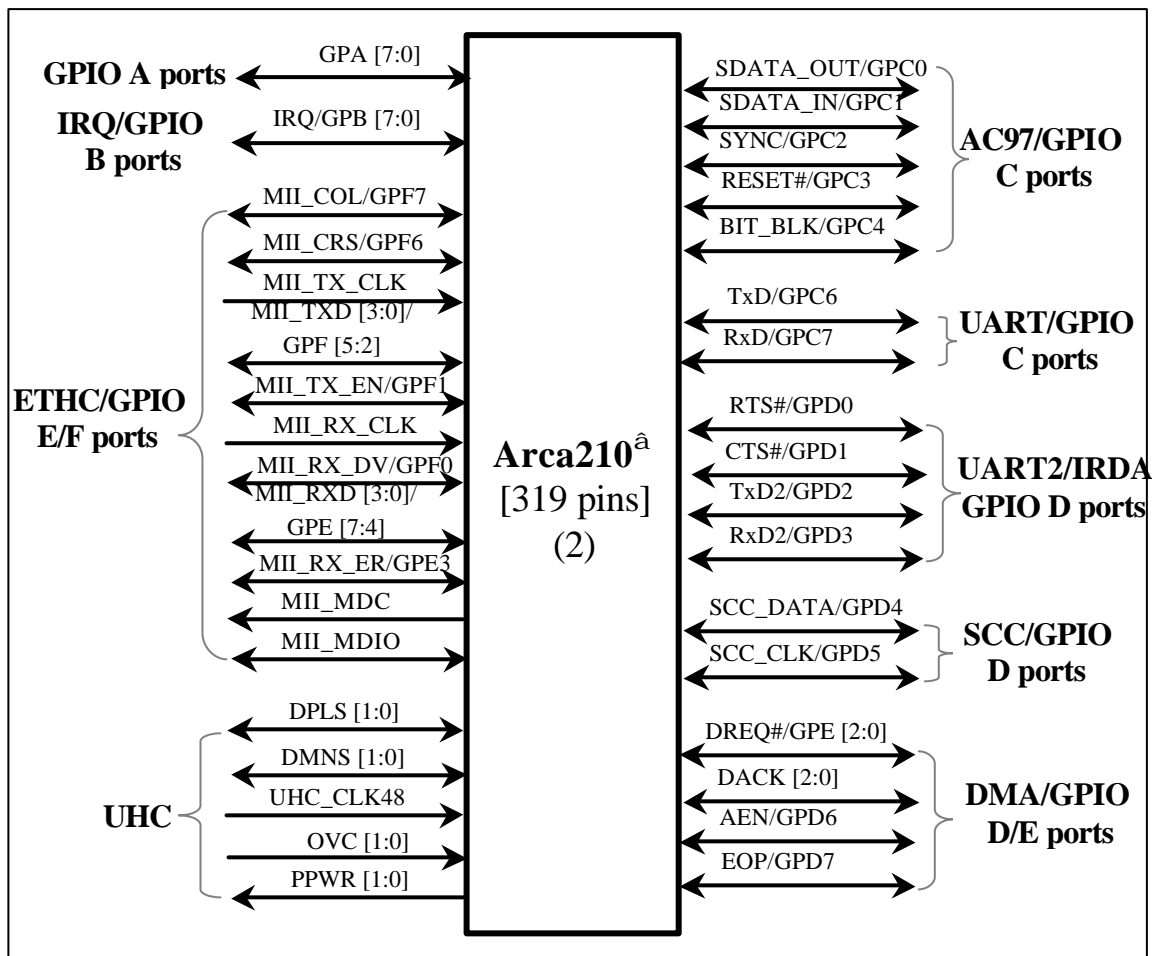 GPIO A ports
GPA [7:0]
IRQ/GPIO
B ports
IRQ/GPB [7:0]
ETHC/GPIO
E/F ports
MII_COL/GPF7
MII_CRS/GPF6
MII_TX_CLK
MII_TXD [3:0]/
GPF [5:2]
MII_TX_EN/GPF1
MII_RX_CLK
MII_RX_DV/GPF0
MII_RXD [3:0]/
GPE [7:4]
MII_RX_ER/GPE3
MII_MDC
MII_MDIO
UHC
DPLS [1:0]
DMNS [1:0]
UHC_CLK48
OVC [1:0]
PPWR [1:0]
Arca210â
[319 pins]
(2)
SDATA_OUT/GPC0
SDATA_IN/GPC1
SYNC/GPC2
RESET#/GPC3
BIT_BLK/GPC4
AC97/GPIO
C ports
TxD/GPC6
RxD/GPC7
UART/GPIO
C ports
RTS#/GPD0
CTS#/GPD1
TxD2/GPD2
RxD2/GPD3
UART2/IRDA
GPIO D ports
SCC_DATA/GPD4
SCC_CLK/GPD5
SCC/GPIO
D ports
DREQ#/GPE [2:0]
DACK [2:0]
AEN/GPD6
EOP/GPD7
DMA/GPIO
D/E ports